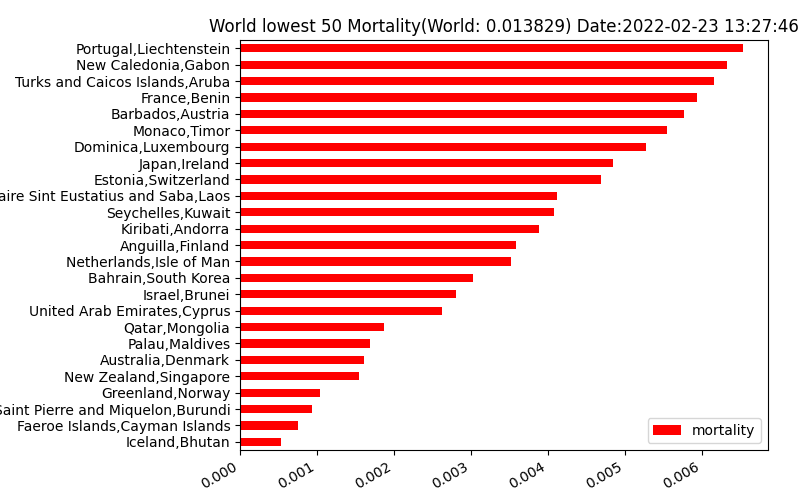 World lowest 50 Mortality(World: 0.013829) Date:2022-02-23 13:27:46
Portugal,Liechtenstein
New Caledonia,Gabon
Turks and Caicos Islands,Aruba
France,Benin
Barbados,Austria
Monaco,Timor
Dominica,Luxembourg
Japan,Ireland
Estonia,Switzerland
aire Sint Eustatius and Saba,Laos
Seychelles,Kuwait
Kiribati,Andorra
Anguilla,Finland
Netherlands,Isle of Man
Bahrain,South Korea
Israel,Brunei
United Arab Emirates,Cyprus
Qatar,Mongolia
Palau,Maldives
Australia,Denmark
New Zealand,Singapore
Greenland,Norway
Saint Pierre and Miquelon,Burundi
Faeroe Islands,Cayman Islands
Iceland,Bhutan
mortality
0.000 0.001 0.002 0.003 0.004 0.005 0.006